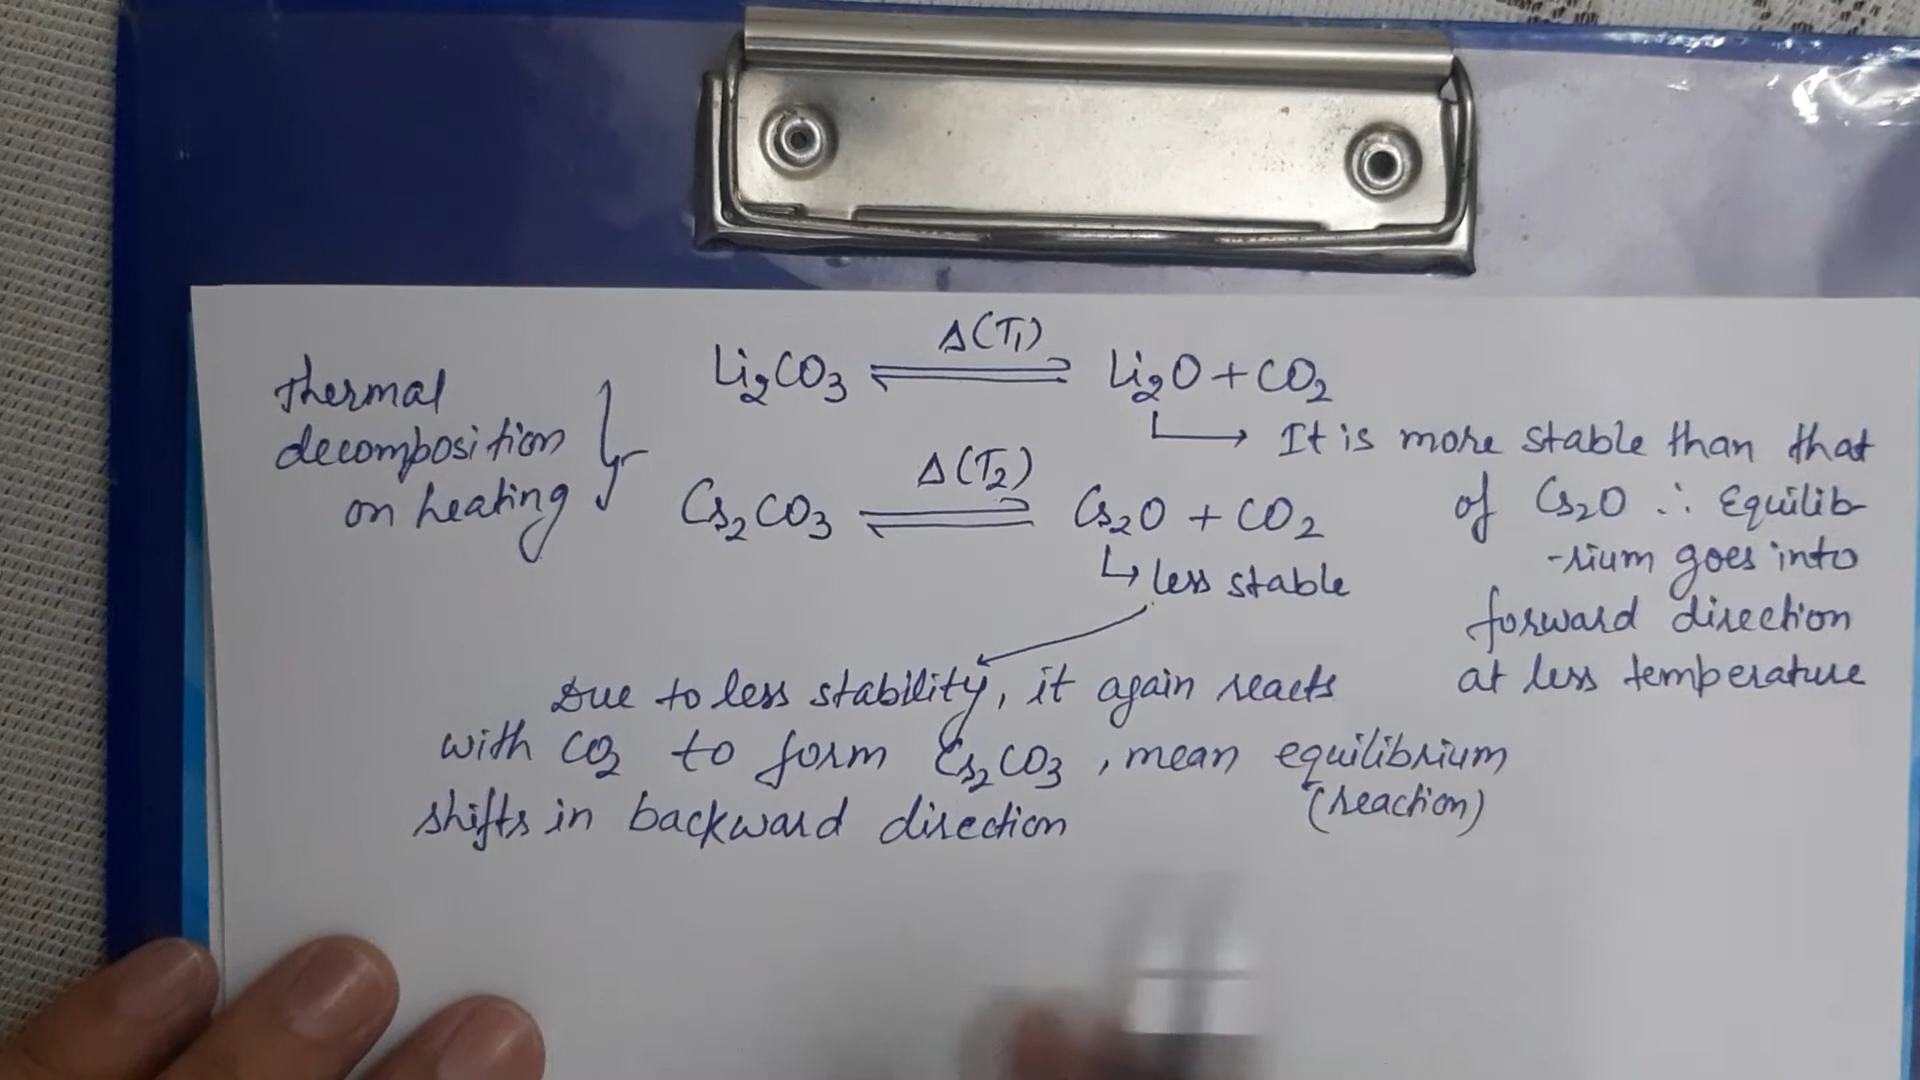 Δ(T₁)
Li₂CO₃ ⇌ Li₂O + CO₂
thermal
decomposition
on heating
↳ It is more stable than that
of Cs₂O ∴ Equilib-
-rium goes into
forward direction
at less temperature
Δ(T₂)
Cs₂CO₃ ⇌ Cs₂O + CO₂
↳ less stable
Due to less stability, it again reacts
with CO₂ to form Cs₂CO₃, mean equilibrium
(reaction)
shifts in backward direction